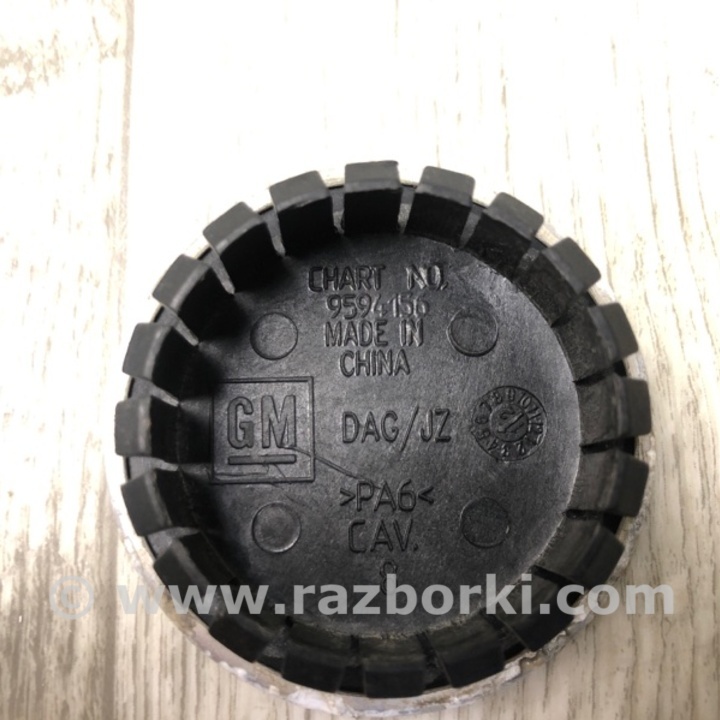 CHART NO.
9594156
MADE IN
CHINA
GM
DAG/JZ
>PA6<
CAV.
© www.razborki.com